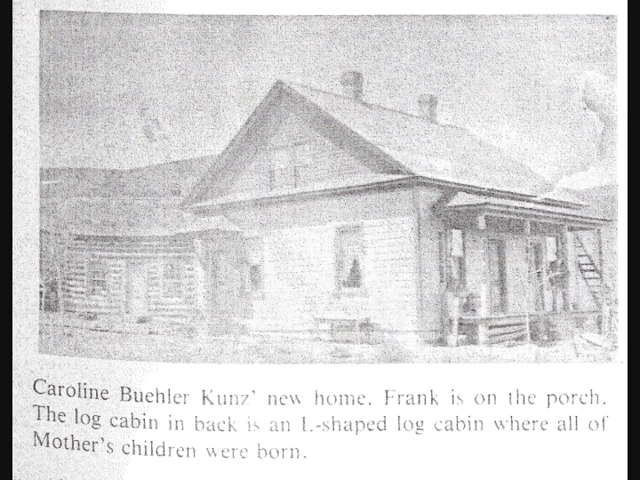 Caroline Buehler Kunz' new home. Frank is on the porch.
The log cabin in back is an L-shaped log cabin where all of
Mother's children were born.